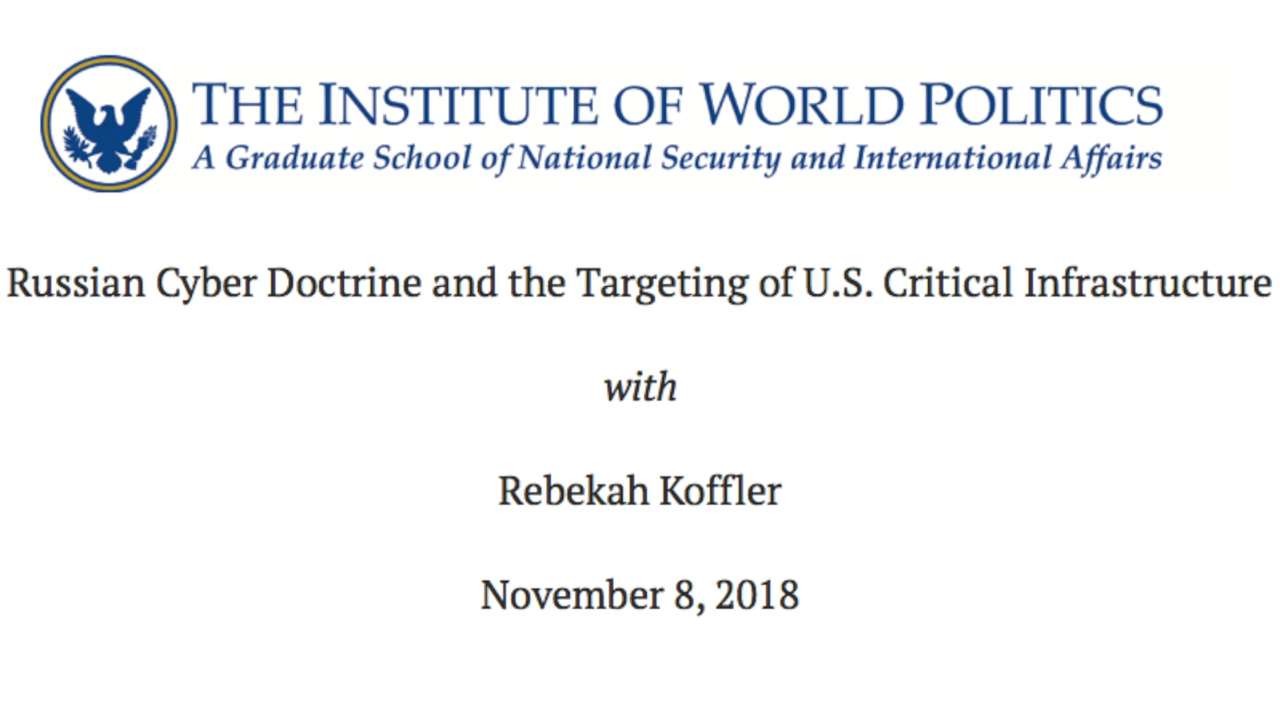 THE INSTITUTE OF WORLD POLITICS
A Graduate School of National Security and International Affairs
Russian Cyber Doctrine and the Targeting of U.S. Critical Infrastructure
with
Rebekah Koffler
November 8, 2018